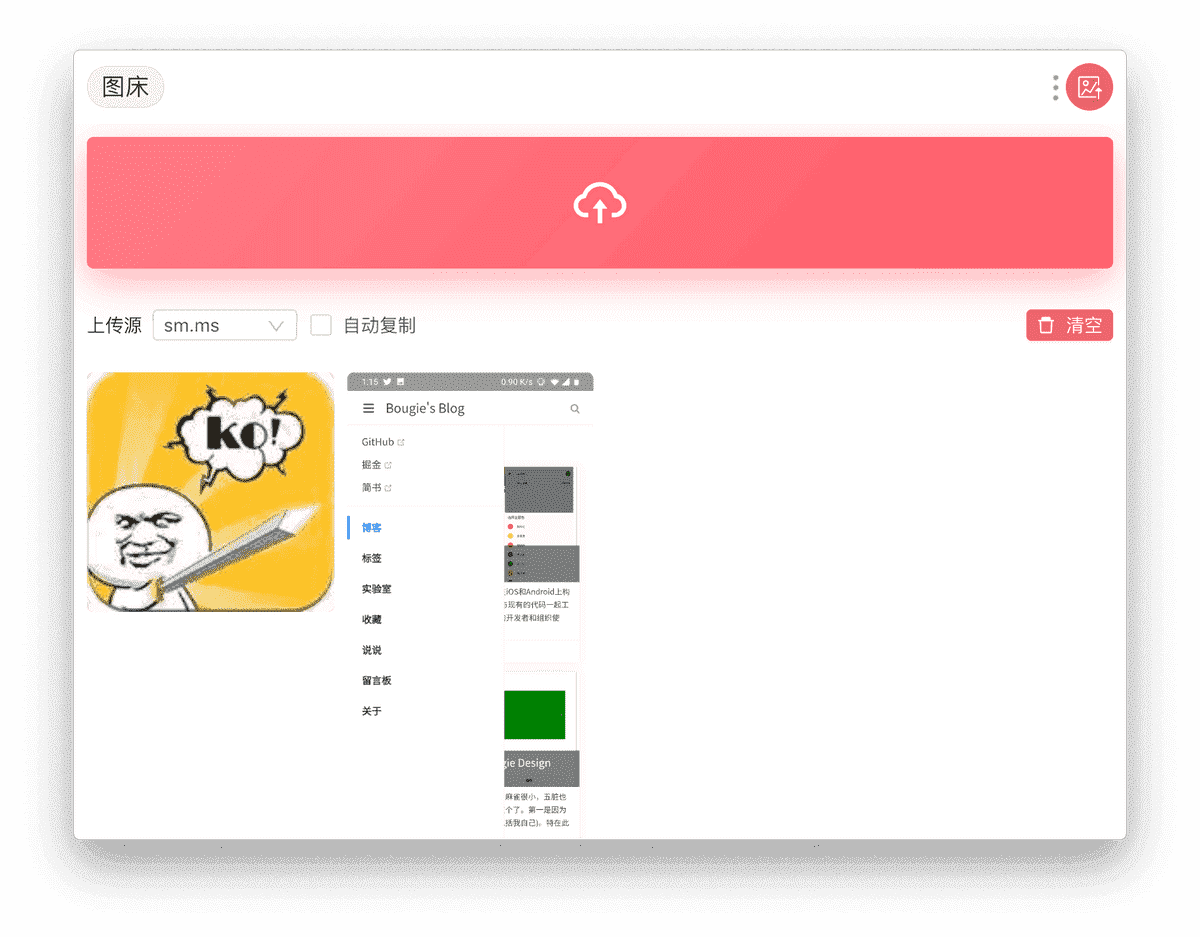 图床
上传源
sm.ms
自动复制
清空
ko!
1:15
0.90 K/s
Bougie's Blog
GitHub
掘金
简书
博客
标签
实验室
收藏
说说
留言板
关于
iOS和Android上构
与现有的代码一起工
开发者和组织使
gie Design
麻雀很小，五脏也
个了。第一是因为
括我自己)。特在此